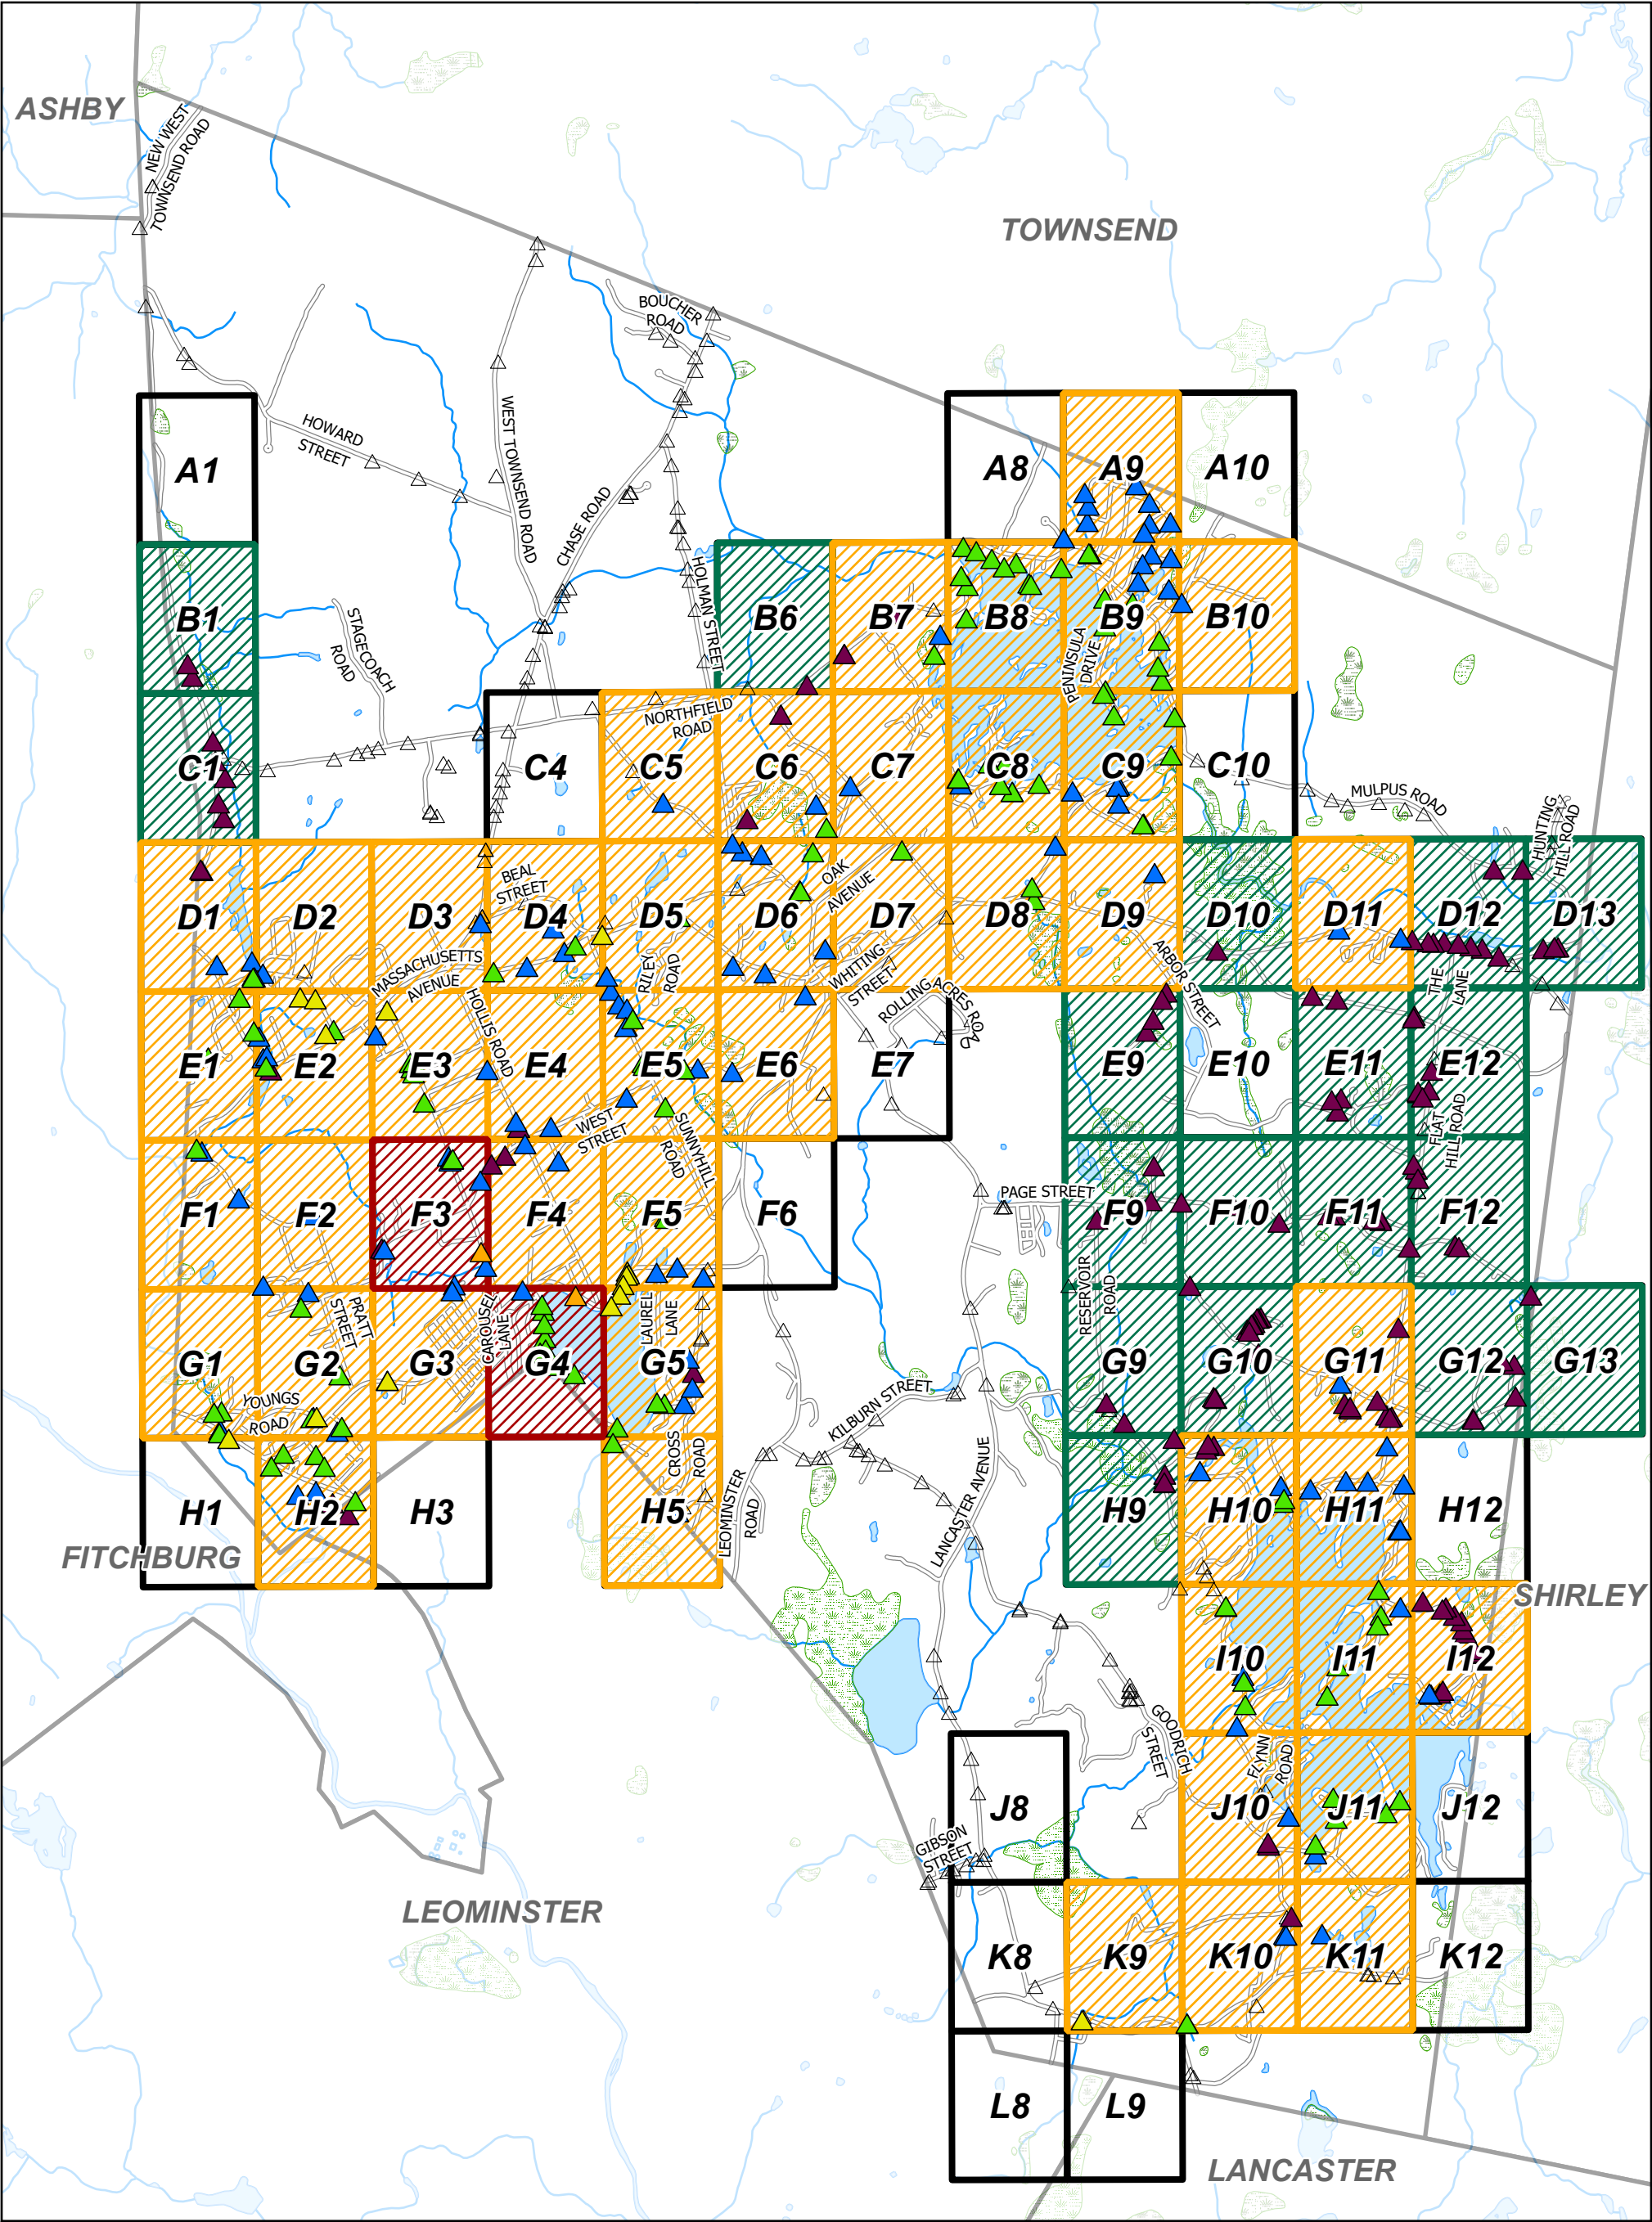 ASHBY
NEW WEST
TOWNSEND ROAD
TOWNSEND
BOUCHER
ROAD
HOWARD
STREET
WEST TOWNSEND ROAD
CHASE ROAD
HOLMAN STREET
STAGECOACH
ROAD
A1
A8
A9
A10
B1
B6
B7
B8
B9
B10
PENINSULA
DRIVE
NORTHFIELD
ROAD
C1
C4
C5
C6
C7
C8
C9
C10
MULPUS ROAD
HUNTING
HILL ROAD
BEAL
STREET
OAK
AVENUE
D1
D2
D3
D4
D5
D6
D7
D8
D9
D10
D11
D12
D13
MASSACHUSETTS
AVENUE
RILEY
ROAD
WHITING
STREET
ROLLING ACRES ROAD
ARBOR STREET
THE
LANE
HOLLIS ROAD
E1
E2
E3
E4
E5
E6
E7
E9
E10
E11
E12
WEST
STREET
SUNNYHILL
ROAD
FLAT
HILL ROAD
PAGE STREET
F1
F2
F3
F4
F5
F6
F9
F10
F11
F12
RESERVOIR
ROAD
PRATT
STREET
CAROUSEL
LANE
LAUREL
LANE
G1
G2
G3
G4
G5
G9
G10
G11
G12
G13
YOUNGS
ROAD
KILBURN STREET
CROSS
ROAD
LEOMINSTER
ROAD
LANCASTER AVENUE
H1
H2
H3
H5
H9
H10
H11
H12
FITCHBURG
SHIRLEY
I10
I11
I12
GOODRICH
STREET
FLYNN
ROAD
J8
J10
J11
J12
GIBSON
STREET
LEOMINSTER
K8
K9
K10
K11
K12
L8
L9
LANCASTER